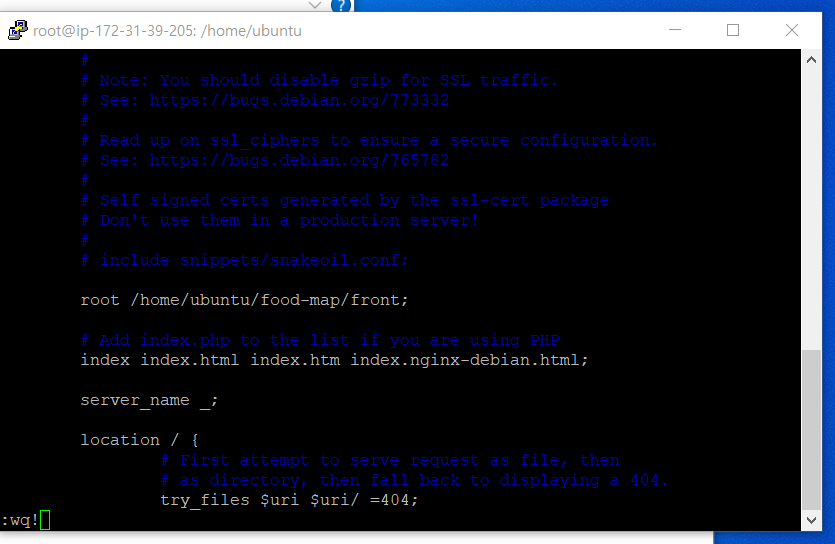 ?
root@ip-172-31-39-205: /home/ubuntu
#
# Note: You should disable gzip for SSL traffic.
# See: https://bugs.debian.org/773332
#
# Read up on ssl_ciphers to ensure a secure configuration.
# See: https://bugs.debian.org/765782
#
# Self signed certs generated by the ssl-cert package
# Don't use them in a production server!
#
# include snippets/snakeoil.conf;
root /home/ubuntu/food-map/front;
# Add index.php to the list if you are using PHP
index index.html index.htm index.nginx-debian.html;
server_name _;
location / {
# First attempt to serve request as file, then
# as directory, then fall back to displaying a 404.
try_files $uri $uri/ =404;
:wq!